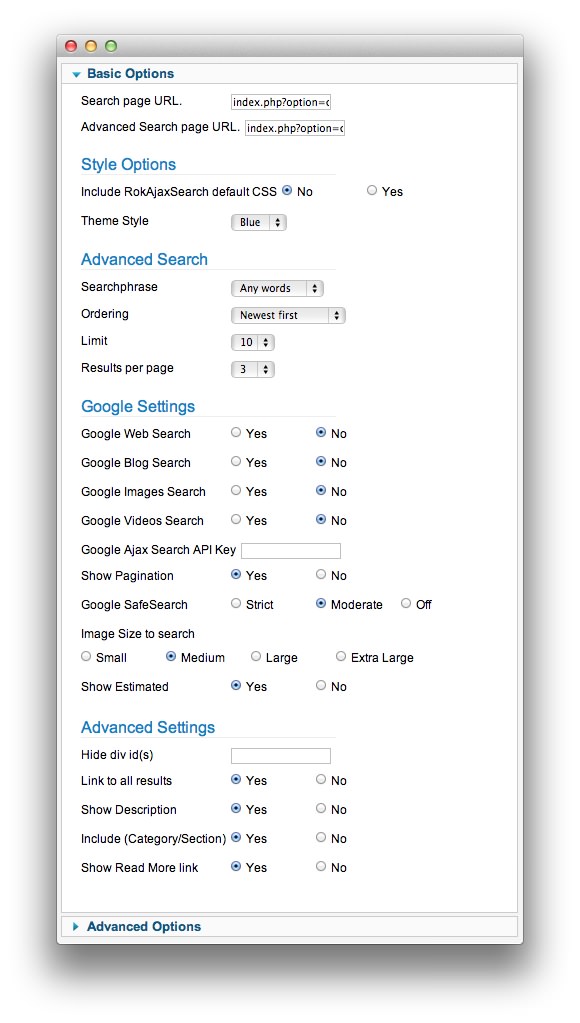 Basic Options
Search page URL. index.php?option=c
Advanced Search page URL. index.php?option=c
Style Options
Include RokAjaxSearch default CSS No Yes
Theme Style Blue
Advanced Search
Searchphrase Any words
Ordering Newest first
Limit 10
Results per page 3
Google Settings
Google Web Search Yes No
Google Blog Search Yes No
Google Images Search Yes No
Google Videos Search Yes No
Google Ajax Search API Key
Show Pagination Yes No
Google SafeSearch Strict Moderate Off
Image Size to search
Small Medium Large Extra Large
Show Estimated Yes No
Advanced Settings
Hide div id(s)
Link to all results Yes No
Show Description Yes No
Include (Category/Section) Yes No
Show Read More link Yes No
Advanced Options